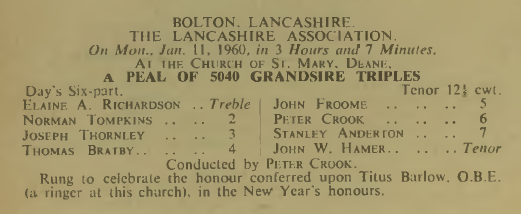 BOLTON, LANCASHIRE.
THE LANCASHIRE ASSOCIATION.
On Mon., Jan. 11, 1960, in 3 Hours and 7 Minutes,
AT THE CHURCH OF ST. MARY, DEANE,
A PEAL OF 5040 GRANDSIRE TRIPLES
Day's Six-part. Tenor 12½ cwt.
ELAINE A. RICHARDSON .. Treble
NORMAN TOMPKINS .. .. 2
JOSEPH THORNLEY .. .. 3
THOMAS BRATBY.. .. .. 4
JOHN FROOME .. .. .. 5
PETER CROOK .. .. .. 6
STANLEY ANDERTON .. .. 7
JOHN W. HAMER.. .. .. Tenor
Conducted by PETER CROOK.
Rung to celebrate the honour conferred upon Titus Barlow, O.B.E.
(a ringer at this church), in the New Year's honours.